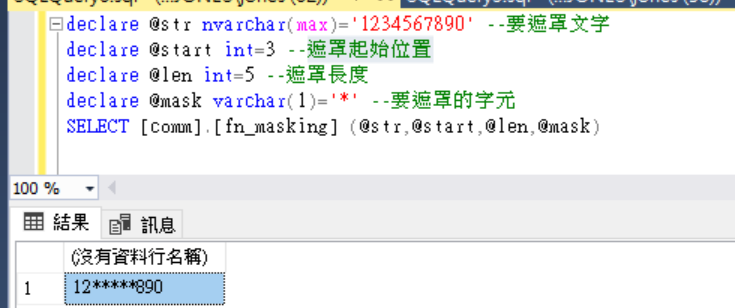 declare @str nvarchar(max)='1234567890' --要遮罩文字
declare @start int=3 --遮罩起始位置
declare @len int=5 --遮罩長度
declare @mask varchar(1)='*' --要遮罩的字元
SELECT [comm].[fn_masking] (@str,@start,@len,@mask)
100 %
結果 訊息
(沒有資料行名稱)
1 12*****890